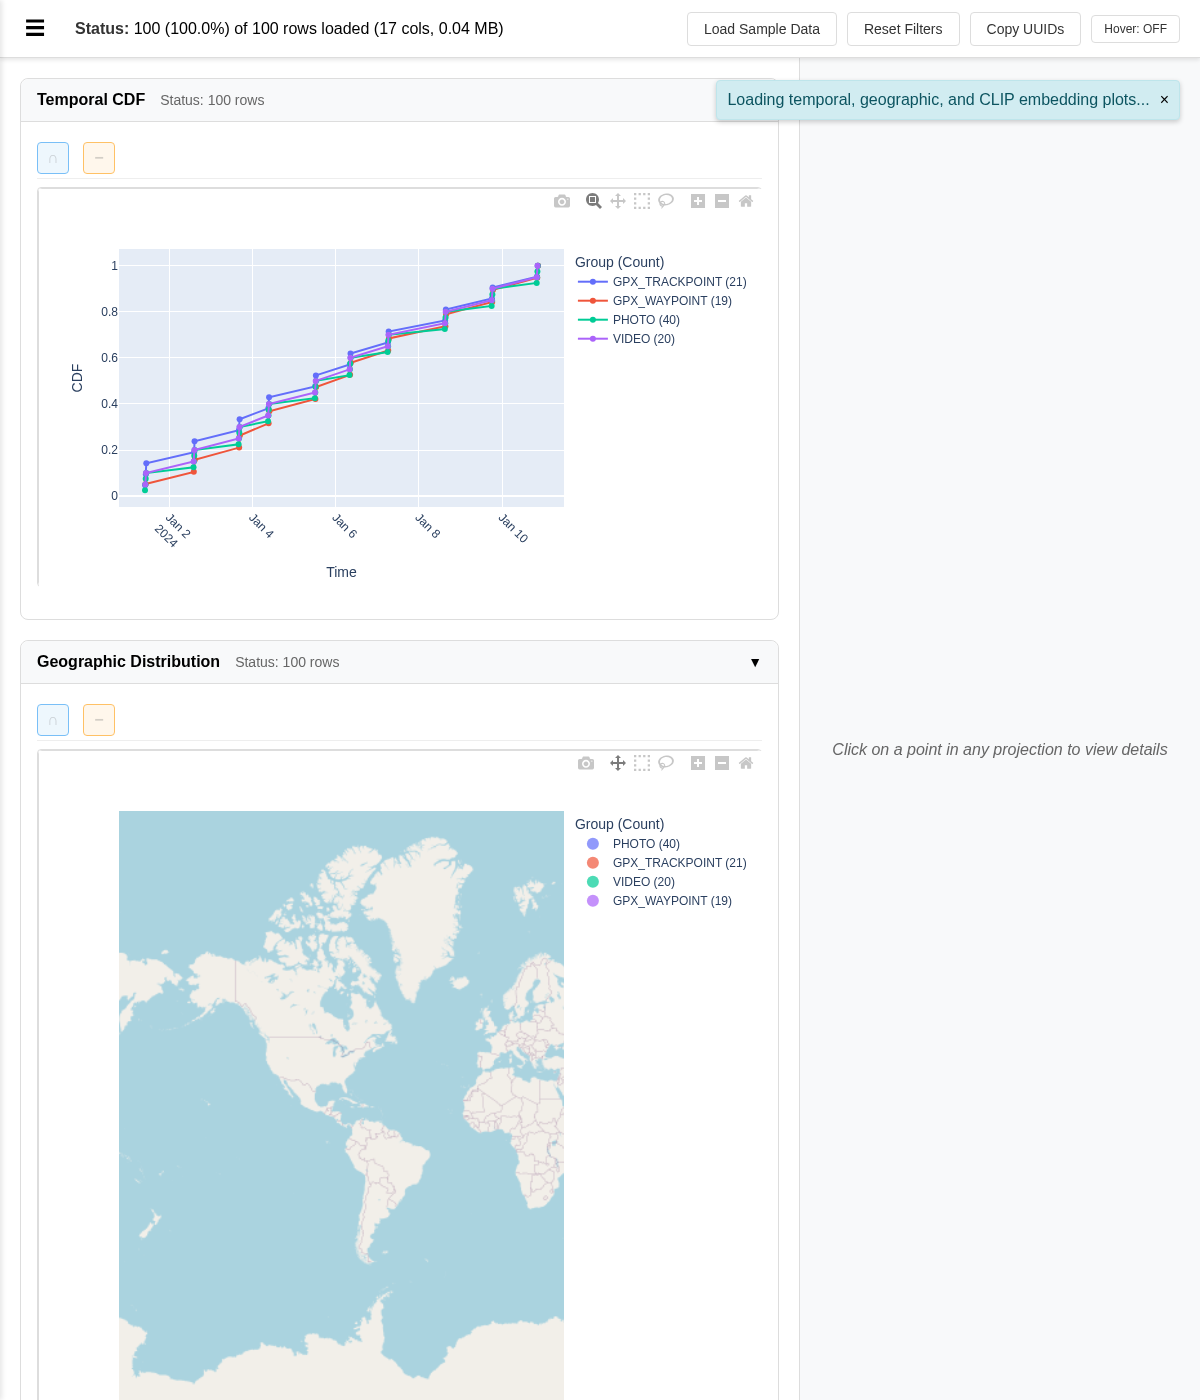 ☰ Status: 100 (100.0%) of 100 rows loaded (17 cols, 0.04 MB) Load Sample Data Reset Filters Copy UUIDs Hover: OFF
Loading temporal, geographic, and CLIP embedding plots... ×
Temporal CDF Status: 100 rows
∩ −
Group (Count)
GPX_TRACKPOINT (21)
GPX_WAYPOINT (19)
PHOTO (40)
VIDEO (20)
1
0.8
0.6
0.4
0.2
0
CDF
Jan 2
2024
Jan 4
Jan 6
Jan 8
Jan 10
Time
Geographic Distribution Status: 100 rows ▼
∩ −
Group (Count)
PHOTO (40)
GPX_TRACKPOINT (21)
VIDEO (20)
GPX_WAYPOINT (19)
Click on a point in any projection to view details